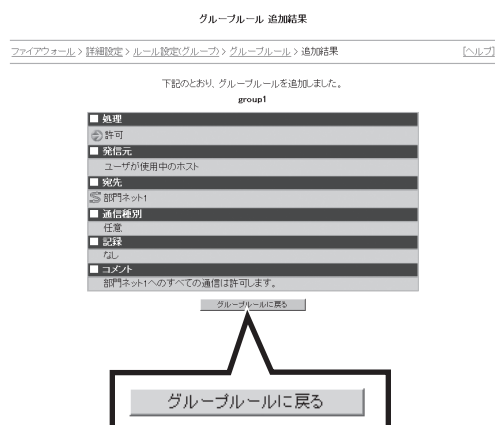 グループルール 追加結果
ファイアウォール > 詳細設定 > ルール設定(グループ) > グループルール > 追加結果 [ヘルプ]
下記のとおり、グループルールを追加しました。
group1
■ 処理
許可
■ 発信元
ユーザが使用中のホスト
■ 宛先
部門ネット1
■ 通信種別
任意
■ 記録
なし
■ コメント
部門ネット1へのすべての通信は許可します。
グループルールに戻る
グループルールに戻る